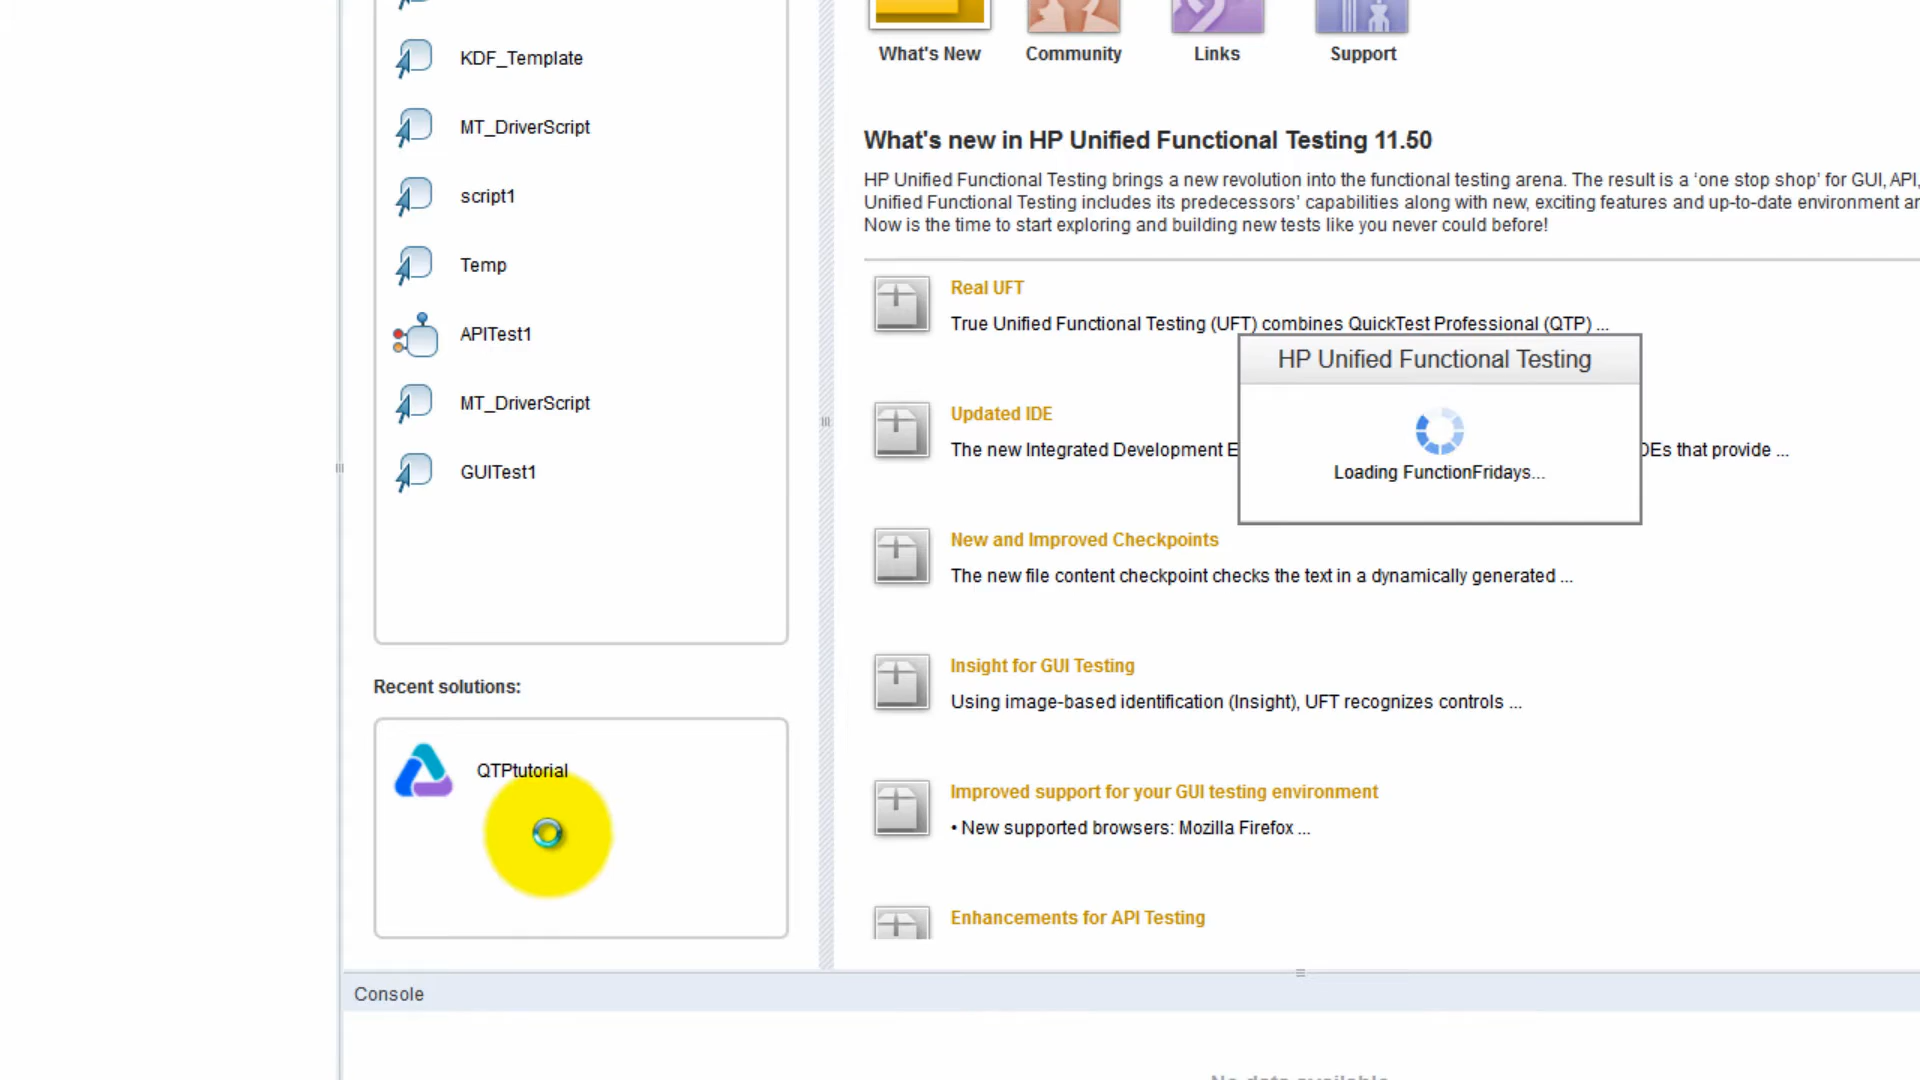 KDF_Template
MT_DriverScript
script1
Temp
APITest1
MT_DriverScript
GUITest1
Recent solutions:
QTPtutorial
What's New
Community
Links
Support
What's new in HP Unified Functional Testing 11.50
HP Unified Functional Testing brings a new revolution into the functional testing arena. The result is a 'one stop shop' for GUI, API,
Unified Functional Testing includes its predecessors' capabilities along with new, exciting features and up-to-date environment
Now is the time to start exploring and building new tests like you never could before!
Real UFT
True Unified Functional Testing (UFT) combines QuickTest Professional (QTP) ...
HP Unified Functional Testing
Loading FunctionFridays...
Updated IDE
The new Integrated Development E
DEs that provide ...
New and Improved Checkpoints
The new file content checkpoint checks the text in a dynamically generated ...
Insight for GUI Testing
Using image-based identification (Insight), UFT recognizes controls ...
Improved support for your GUI testing environment
• New supported browsers: Mozilla Firefox ...
Enhancements for API Testing
Console
No data available